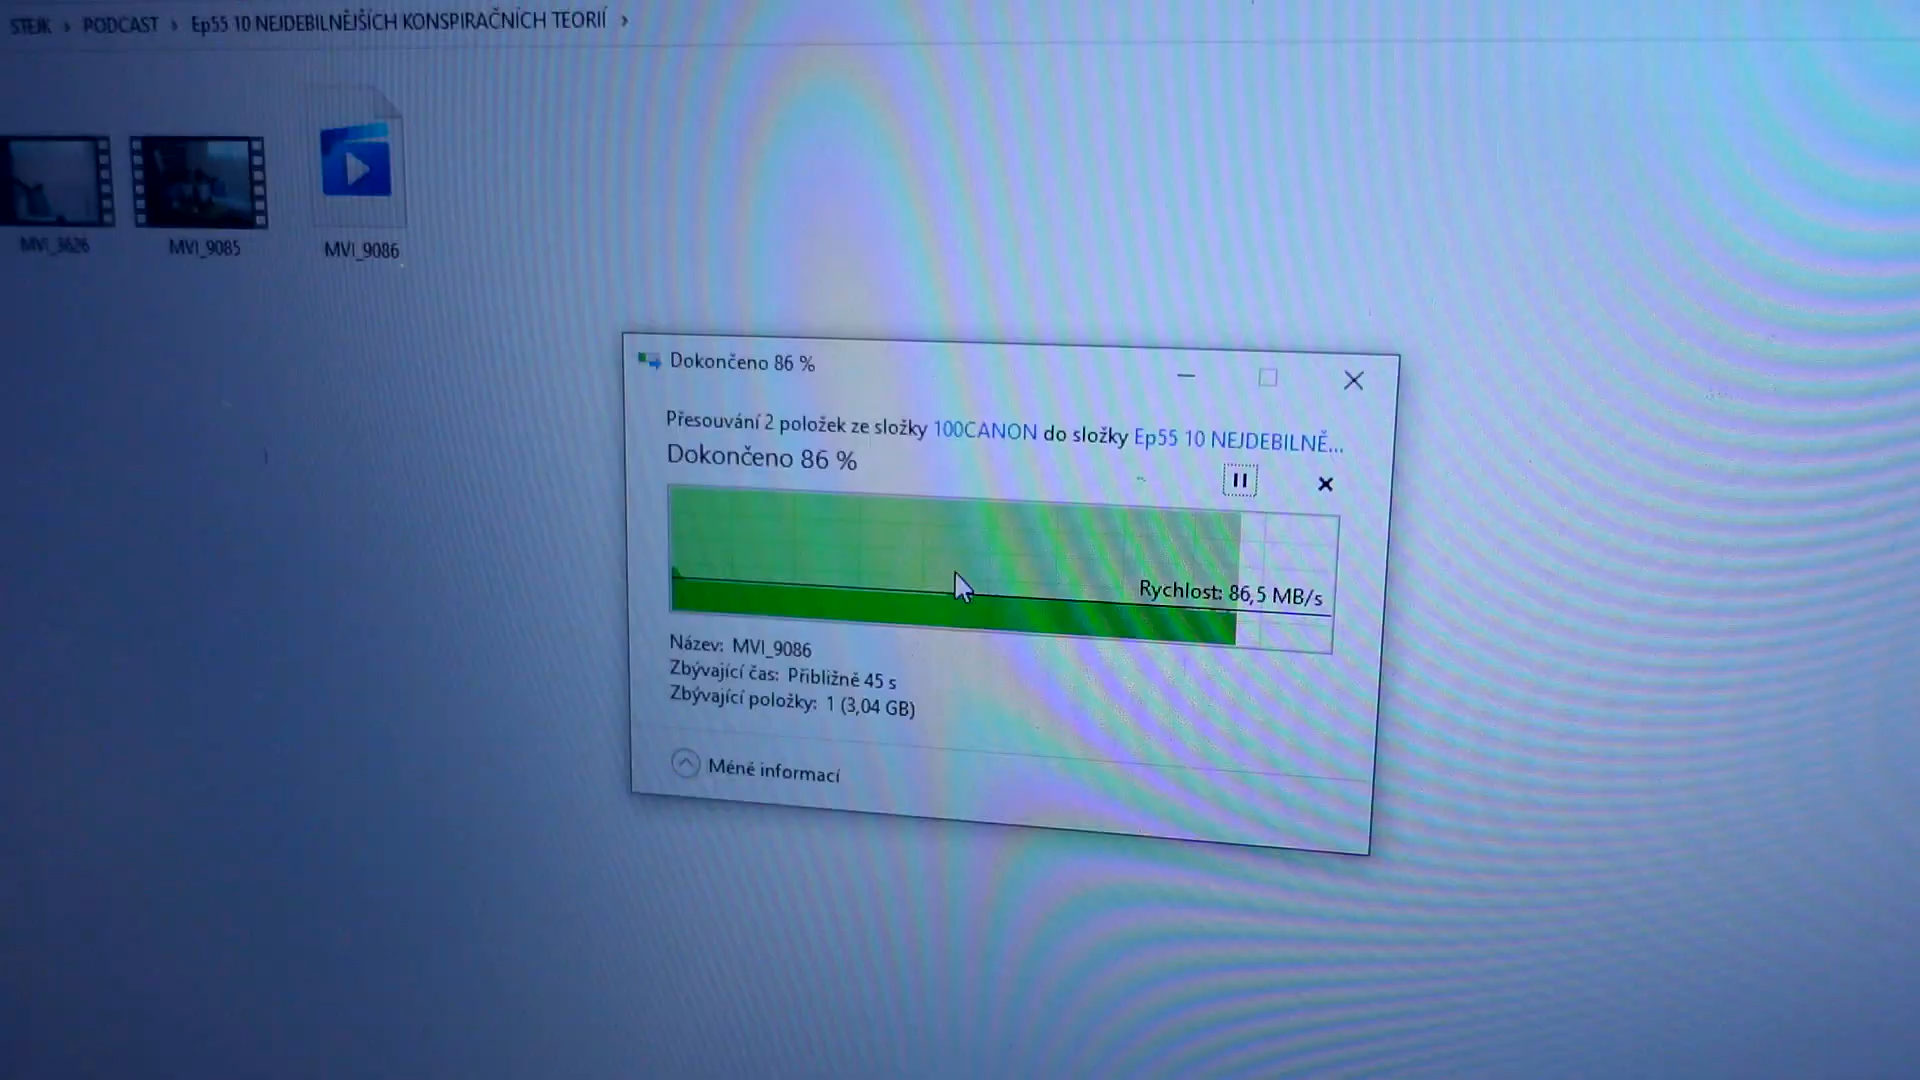 STEJK › PODCAST › Ep55 10 NEJDEBILNĚJŠÍCH KONSPIRAČNÍCH TEORIÍ ›
MVI_3626 MVI_9085 MVI_9086
Dokončeno 86 %
Přesouvání 2 položek ze složky 100CANON do složky Ep55 10 NEJDEBILNĚ...
Dokončeno 86 %
Rychlost: 86,5 MB/s
Název: MVI_9086
Zbývající čas: Přibližně 45 s
Zbývající položky: 1 (3,04 GB)
Méně informací